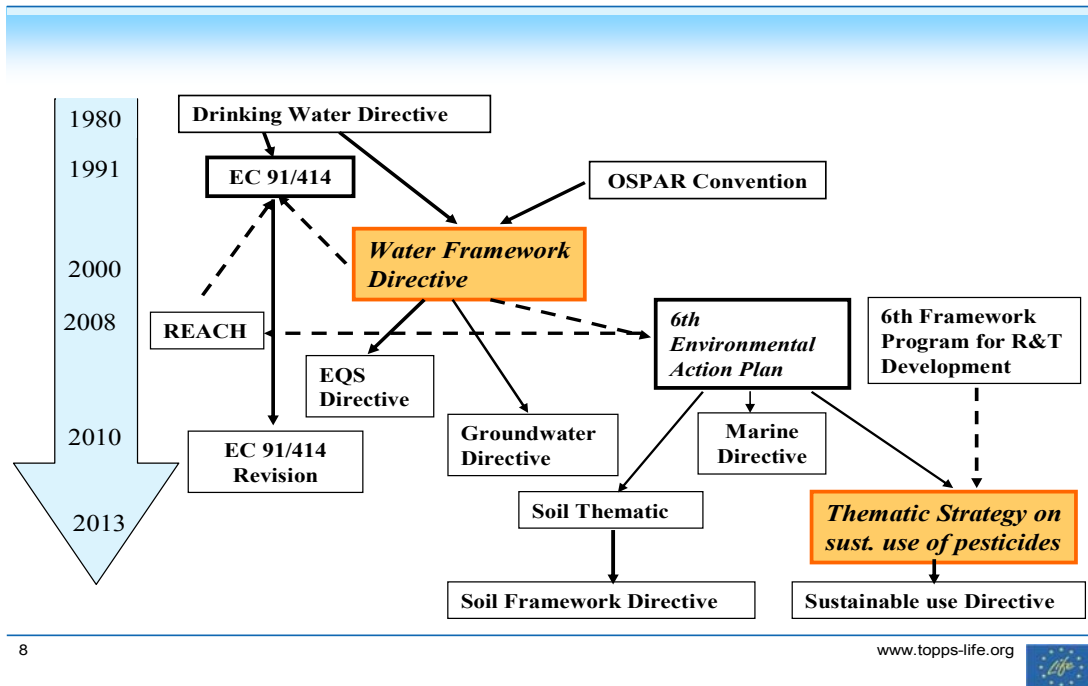 1980
Drinking Water Directive
1991
EC 91/414
OSPAR Convention
Water Framework
Directive
2000
2008
REACH
6th
Environmental
Action Plan
6th Framework
Program for R&T
Development
EQS
Directive
2010
EC 91/414
Revision
Groundwater
Directive
Marine
Directive
2013
Soil Thematic
Thematic Strategy on
sust. use of pesticides
Soil Framework Directive
Sustainable use Directive
8
www.topps-life.org
Life